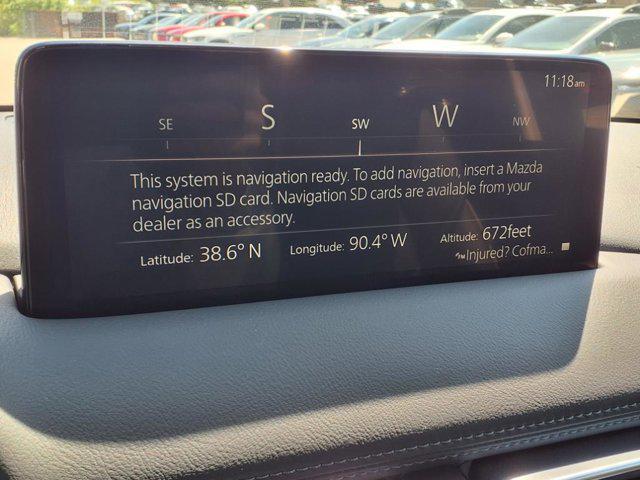 11:18am
SE S SW W NW
This system is navigation ready. To add navigation, insert a Mazda
navigation SD card. Navigation SD cards are available from your
dealer as an accessory.
Latitude: 38.6° N Longitude: 90.4° W Altitude: 672feet
Injured? Cofma...